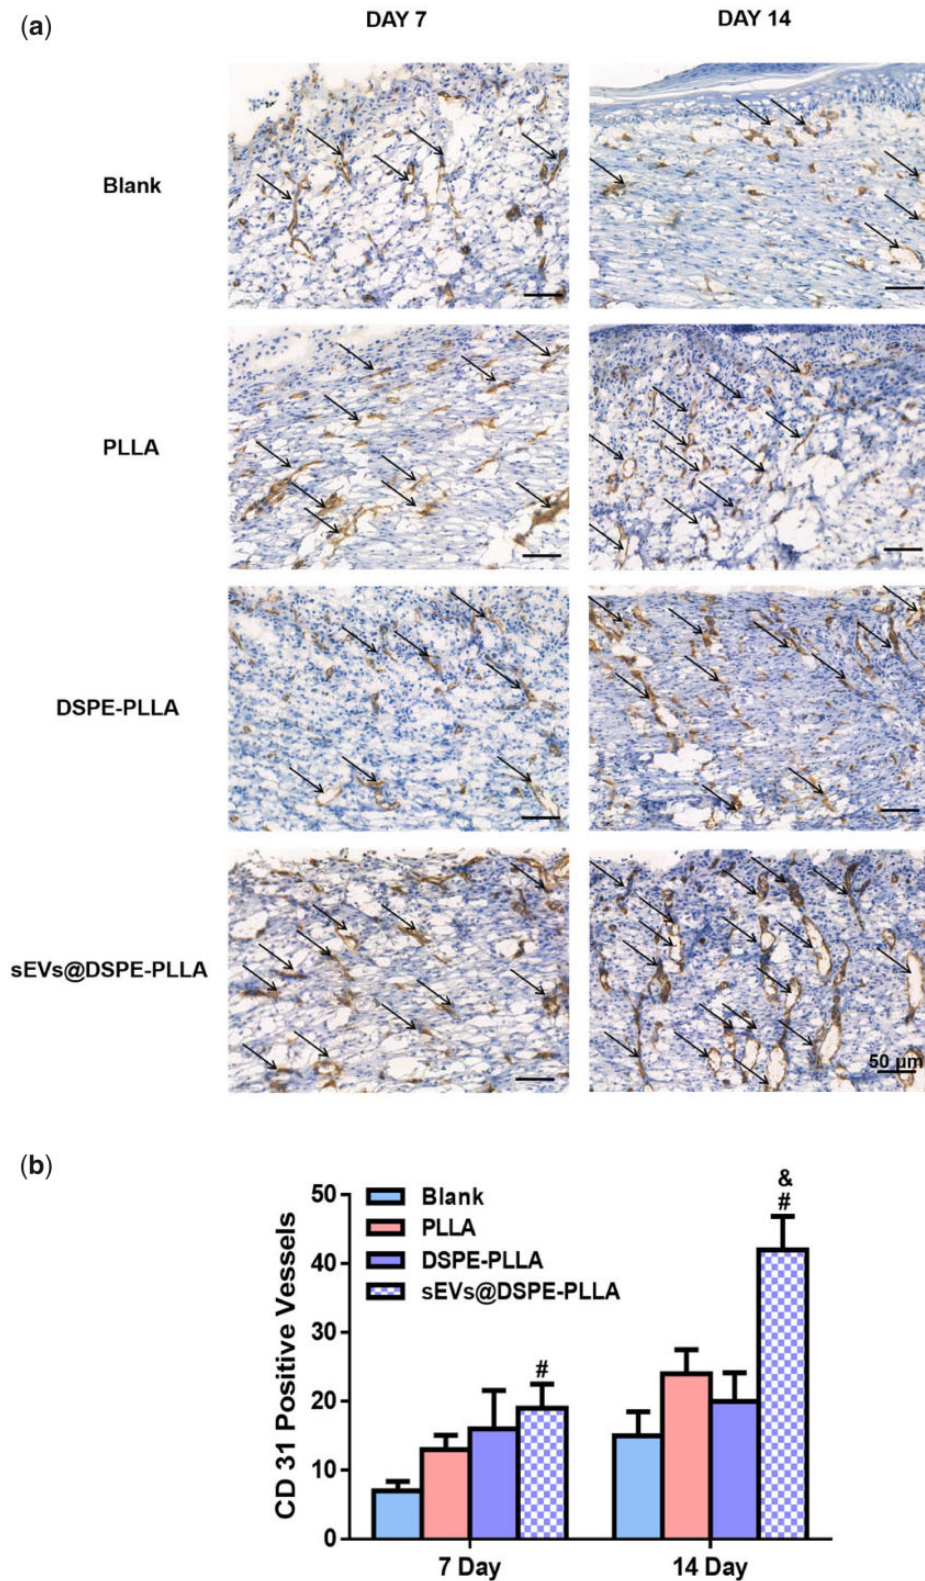 (a)
DAY 7
DAY 14
Blank
PLLA
DSPE-PLLA
sEVs@DSPE-PLLA
50 μm
(b)
CD 31 Positive Vessels
50
40
30
20
10
0
Blank
PLLA
DSPE-PLLA
sEVs@DSPE-PLLA
#
&
#
7 Day
14 Day